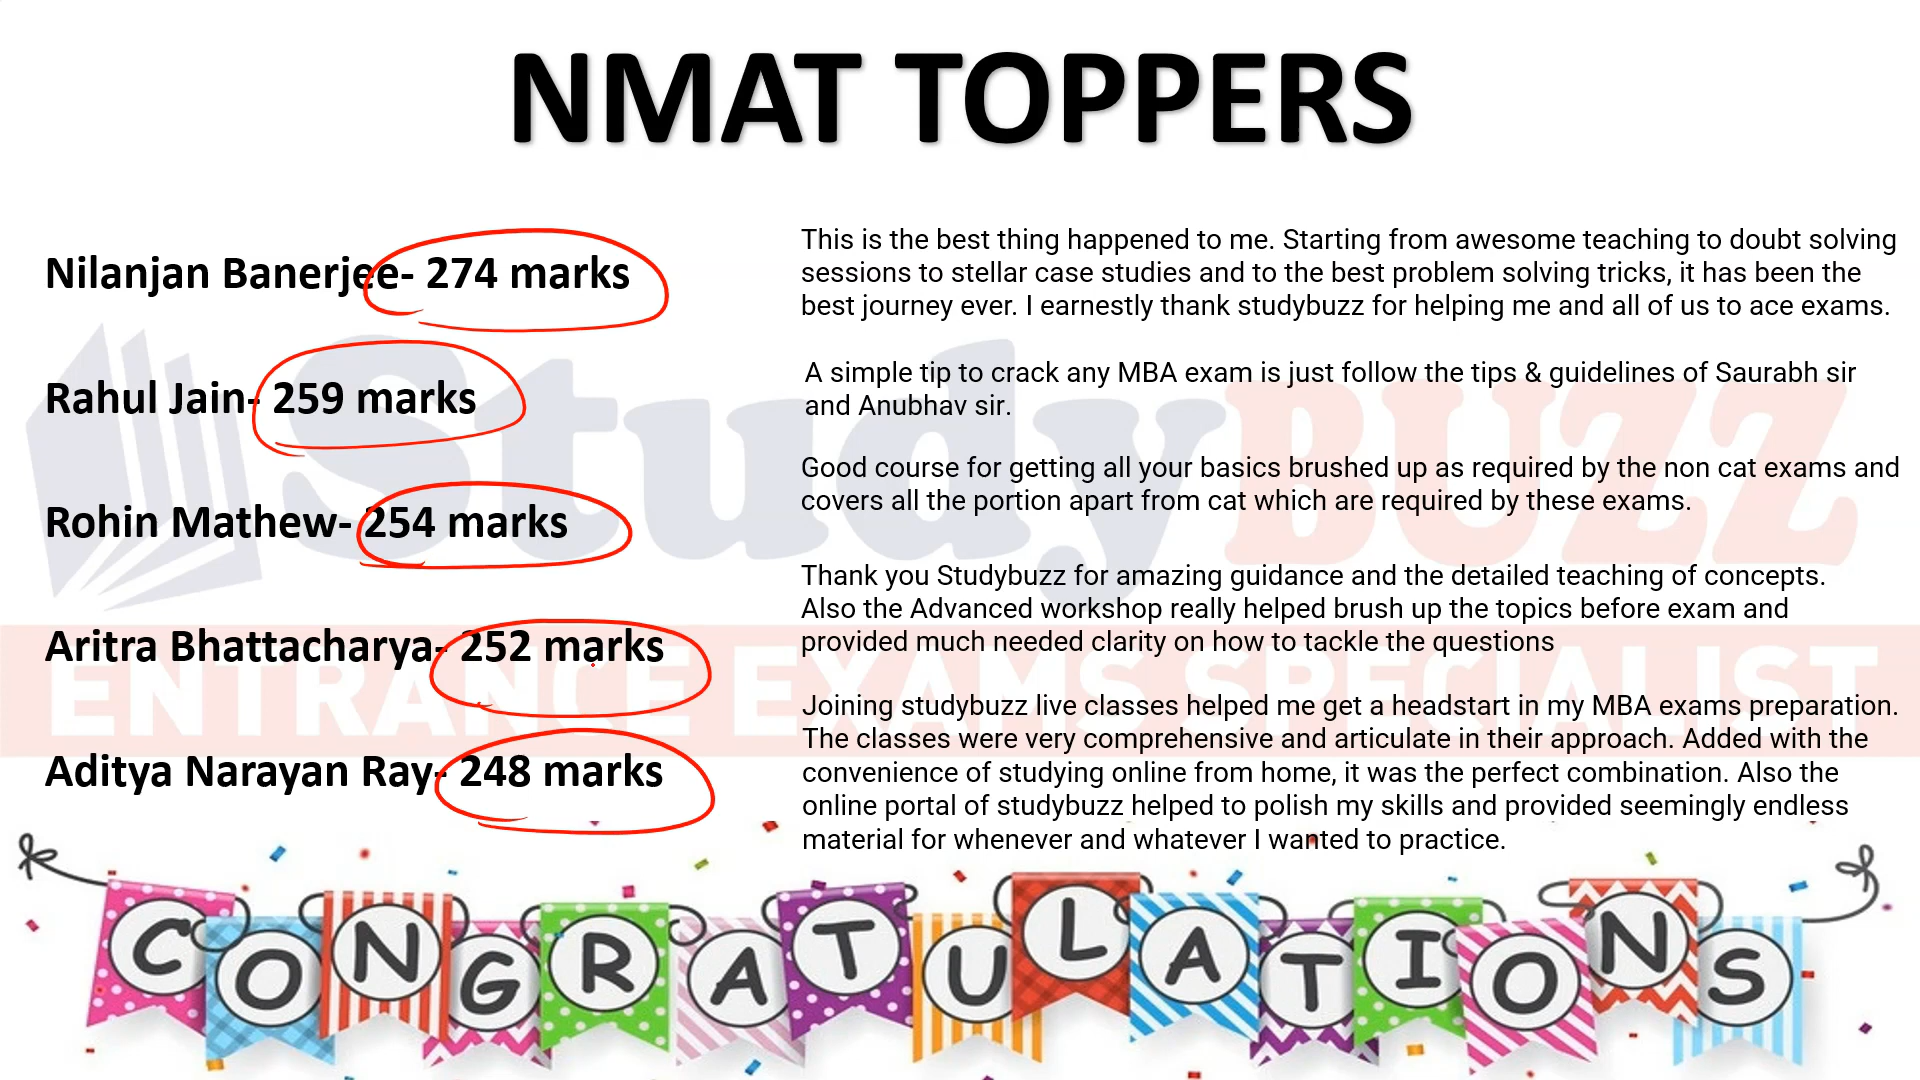 NMAT TOPPERS
Nilanjan Banerjee- 274 marks
This is the best thing happened to me. Starting from awesome teaching to doubt solving
sessions to stellar case studies and to the best problem solving tricks, it has been the
best journey ever. I earnestly thank studybuzz for helping me and all of us to ace exams.
Rahul Jain- 259 marks
A simple tip to crack any MBA exam is just follow the tips & guidelines of Saurabh sir
and Anubhav sir.
Rohin Mathew- 254 marks
Good course for getting all your basics brushed up as required by the non cat exams and
covers all the portion apart from cat which are required by these exams.
Aritra Bhattacharya- 252 marks
Thank you Studybuzz for amazing guidance and the detailed teaching of concepts.
Also the Advanced workshop really helped brush up the topics before exam and
provided much needed clarity on how to tackle the questions
Aditya Narayan Ray- 248 marks
Joining studybuzz live classes helped me get a headstart in my MBA exams preparation.
The classes were very comprehensive and articulate in their approach. Added with the
convenience of studying online from home, it was the perfect combination. Also the
online portal of studybuzz helped to polish my skills and provided seemingly endless
material for whenever and whatever I wanted to practice.
StudyBUZZ
ENTRANCE EXAMS SPECIALIST
CONGRATULATIONS